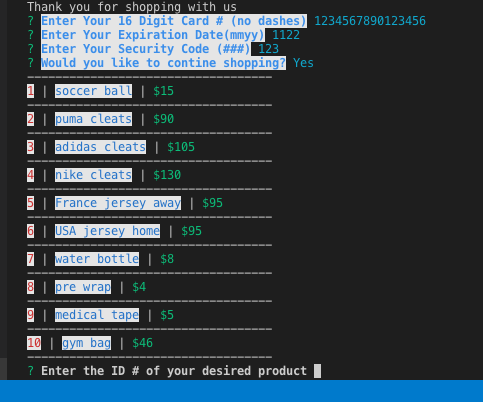 Thank you for shopping with us
? Enter Your 16 Digit Card # (no dashes) 1234567890123456
? Enter Your Expiration Date(mmyy) 1122
? Enter Your Security Code (###) 123
? Would you like to contine shopping? Yes
-----------------------------------
1 | soccer ball | $15
-----------------------------------
2 | puma cleats | $90
-----------------------------------
3 | adidas cleats | $105
-----------------------------------
4 | nike cleats | $130
-----------------------------------
5 | France jersey away | $95
-----------------------------------
6 | USA jersey home | $95
-----------------------------------
7 | water bottle | $8
-----------------------------------
8 | pre wrap | $4
-----------------------------------
9 | medical tape | $5
-----------------------------------
10 | gym bag | $46
-----------------------------------
? Enter the ID # of your desired product